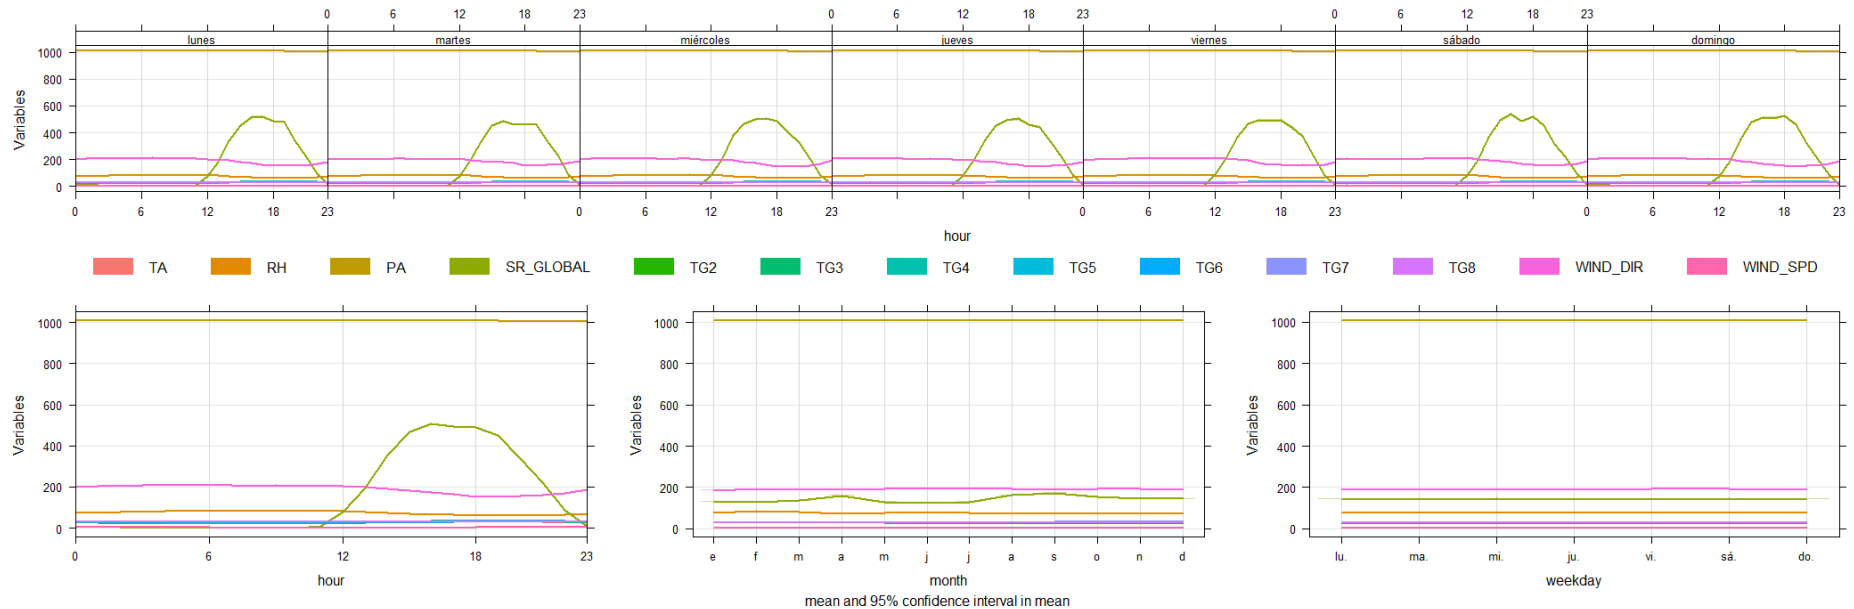 0 6 12 18 23 0 6 12 18 23 0 6 12 18 23
lunes martes miércoles jueves viernes sábado domingo
1000
800
600
400
200
0
Variables
0 6 12 18 23 0 6 12 18 23 0 6 12 18 23 0 6 12 18 23
hour
TA RH PA SR_GLOBAL TG2 TG3 TG4 TG5 TG6 TG7 TG8 WIND_DIR WIND_SPD
1000
800
600
400
200
0
Variables
0 6 12 18 23
hour
1000
800
600
400
200
0
Variables
e f m a m j j a s o n d
month
1000
800
600
400
200
0
Variables
lu. ma. mi. ju. vi. sá. do.
weekday
mean and 95% confidence interval in mean